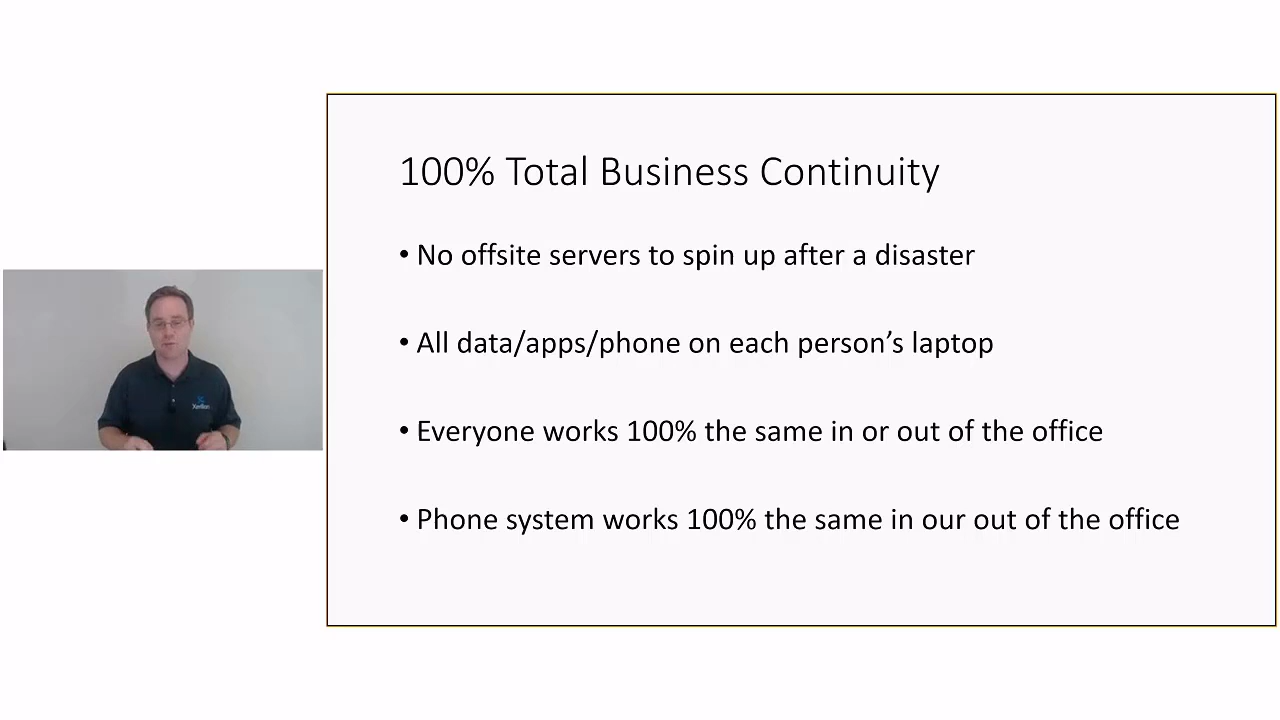 100% Total Business Continuity
• No offsite servers to spin up after a disaster
• All data/apps/phone on each person’s laptop
• Everyone works 100% the same in or out of the office
• Phone system works 100% the same in our out of the office